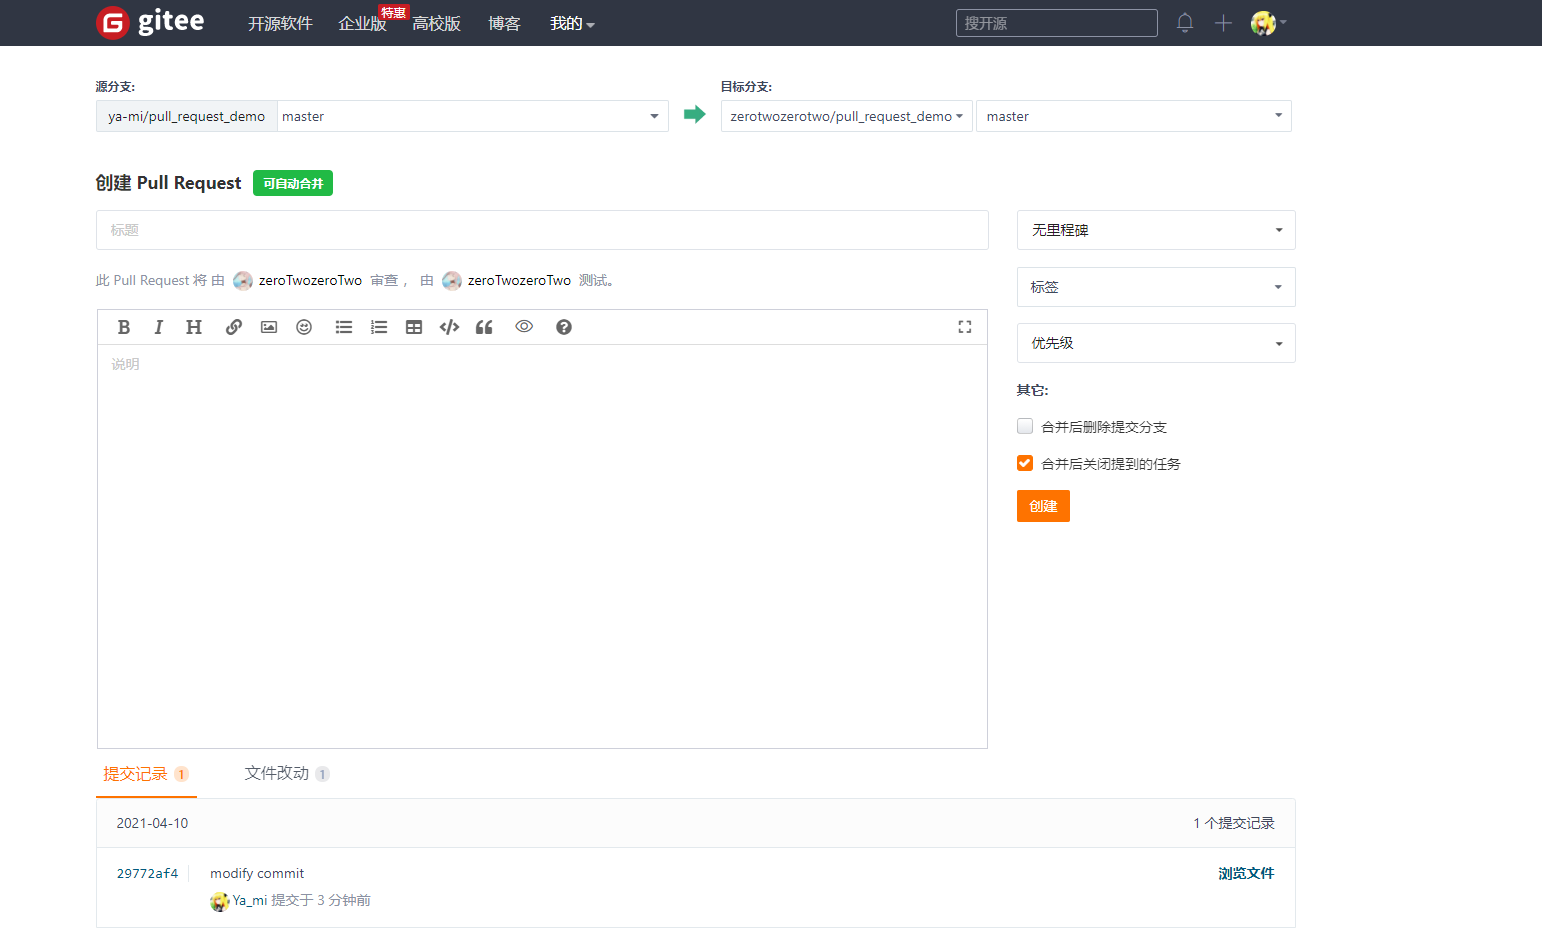 gitee 开源软件 企业版 特惠 高校版 博客 我的 搜开源
源分支: 目标分支:
ya-mi/pull_request_demo master zerotwozerotwo/pull_request_demo master
创建 Pull Request 可自动合并
标题 无里程碑
此 Pull Request 将 由 zeroTwozeroTwo 审查 , 由 zeroTwozeroTwo 测试。
标签
B I H
优先级
说明
其它:
合并后删除提交分支
合并后关闭提到的任务
创建
提交记录 1 文件改动 1
2021-04-10 1 个提交记录
29772af4 modify commit 浏览文件
Ya_mi 提交于 3 分钟前